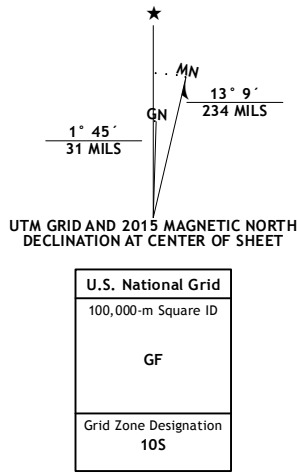 MN
GN
13° 9´
234 MILS
1° 45´
31 MILS
UTM GRID AND 2015 MAGNETIC NORTH
DECLINATION AT CENTER OF SHEET
U.S. National Grid
100,000-m Square ID
GF
Grid Zone Designation
10S